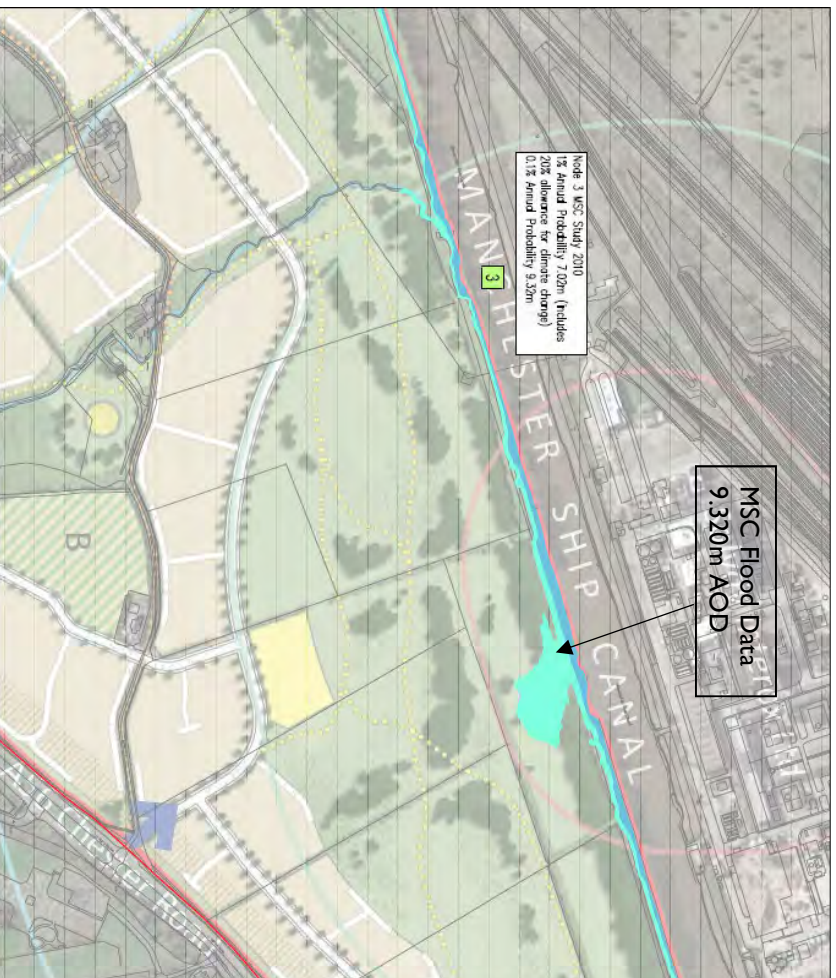 Node 3 MSC Study 2010
1% Annual Probability 7.02m (includes
20% allowance for climate change)
0.1% Annual Probability 9.32m
3
MANCHESTER SHIP CANAL
MSC Flood Data
9.320m AOD
B
Chester Road